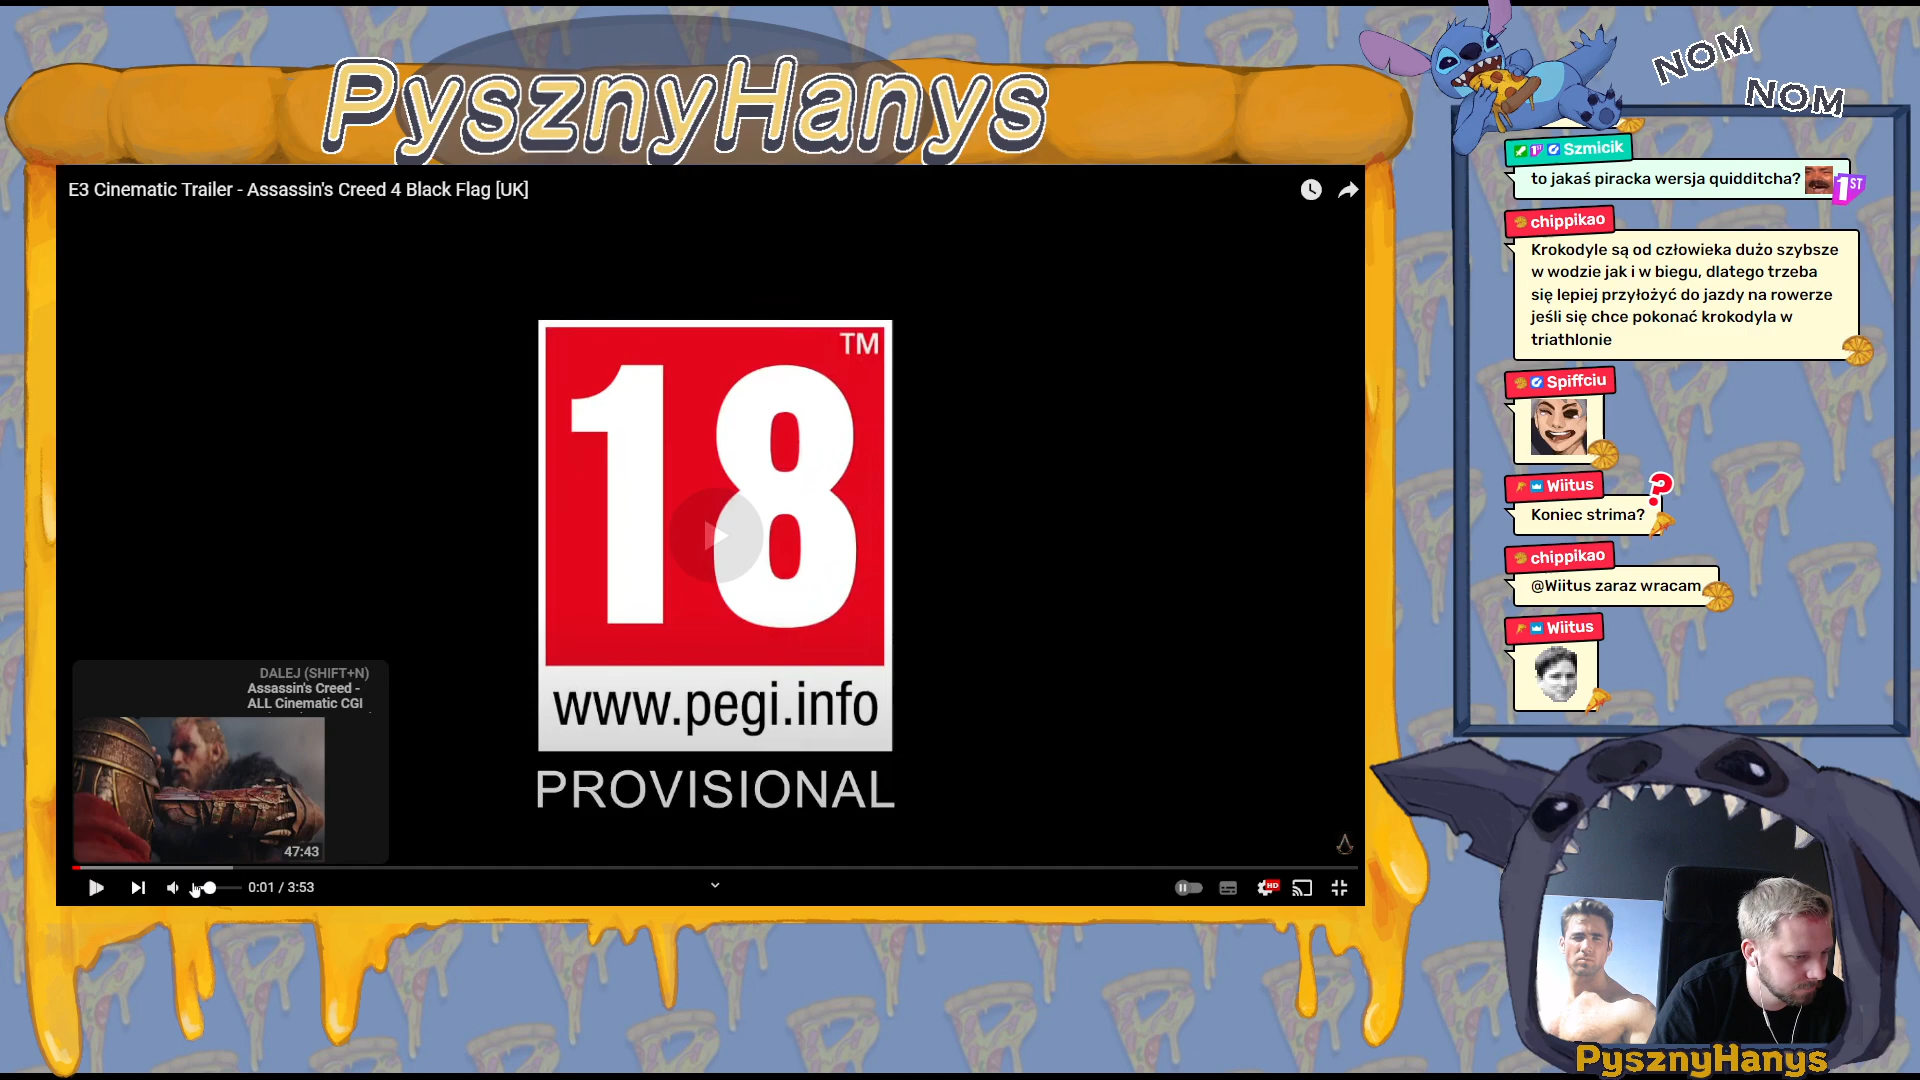 PysznyHanys
NOM
NOM
E3 Cinematic Trailer - Assassin's Creed 4 Black Flag [UK]
18
TM
www.pegi.info
PROVISIONAL
DALEJ (SHIFT+N)
Assassin's Creed -
ALL Cinematic CGI
47:43
0:01 / 3:53
HD
Szmicik
to jakaś piracka wersja quidditcha?
1ST
chippikao
Krokodyle są od człowieka dużo szybsze
w wodzie jak i w biegu, dlatego trzeba
się lepiej przyłożyć do jazdy na rowerze
jeśli się chce pokonać krokodyla w
triathlonie
Spiffciu
Wiitus
?
Koniec strima?
chippikao
@Wiitus zaraz wracam
Wiitus
PysznyHanys